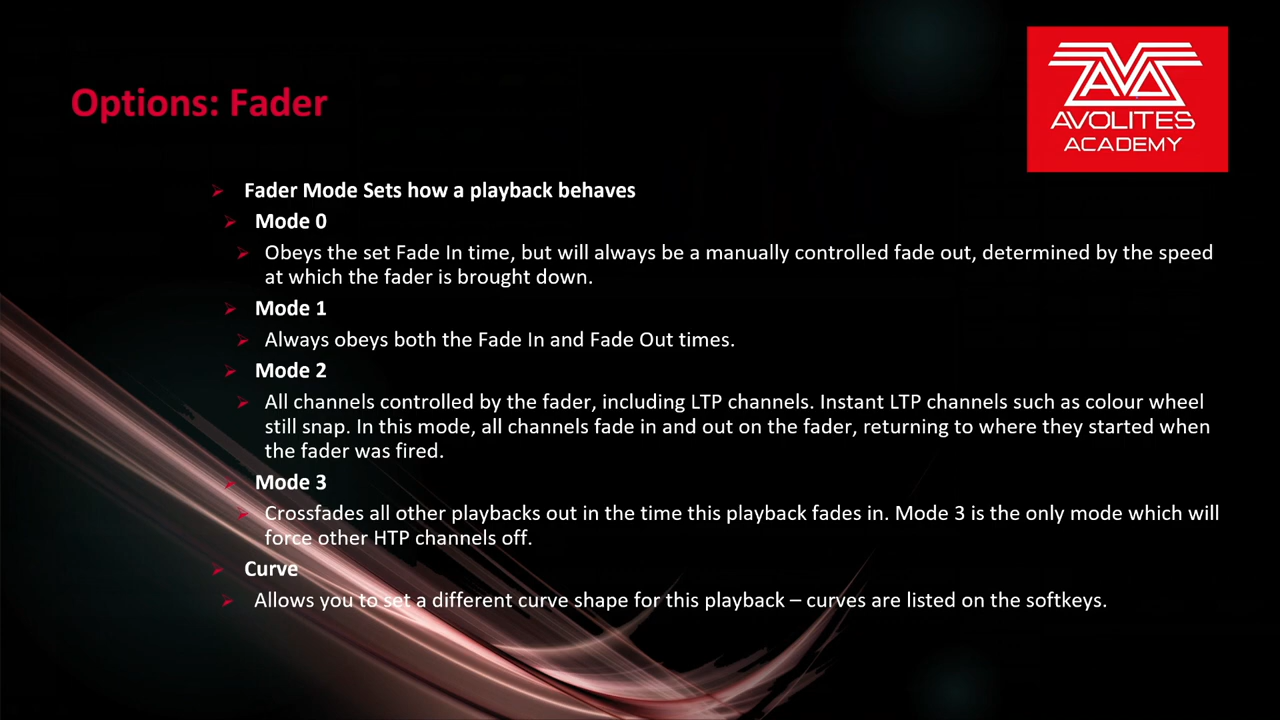 AVOLITES
ACADEMY
Options: Fader
Fader Mode Sets how a playback behaves
Mode 0
Obeys the set Fade In time, but will always be a manually controlled fade out, determined by the speed
at which the fader is brought down.
Mode 1
Always obeys both the Fade In and Fade Out times.
Mode 2
All channels controlled by the fader, including LTP channels. Instant LTP channels such as colour wheel
still snap. In this mode, all channels fade in and out on the fader, returning to where they started when
the fader was fired.
Mode 3
Crossfades all other playbacks out in the time this playback fades in. Mode 3 is the only mode which will
force other HTP channels off.
Curve
Allows you to set a different curve shape for this playback – curves are listed on the softkeys.